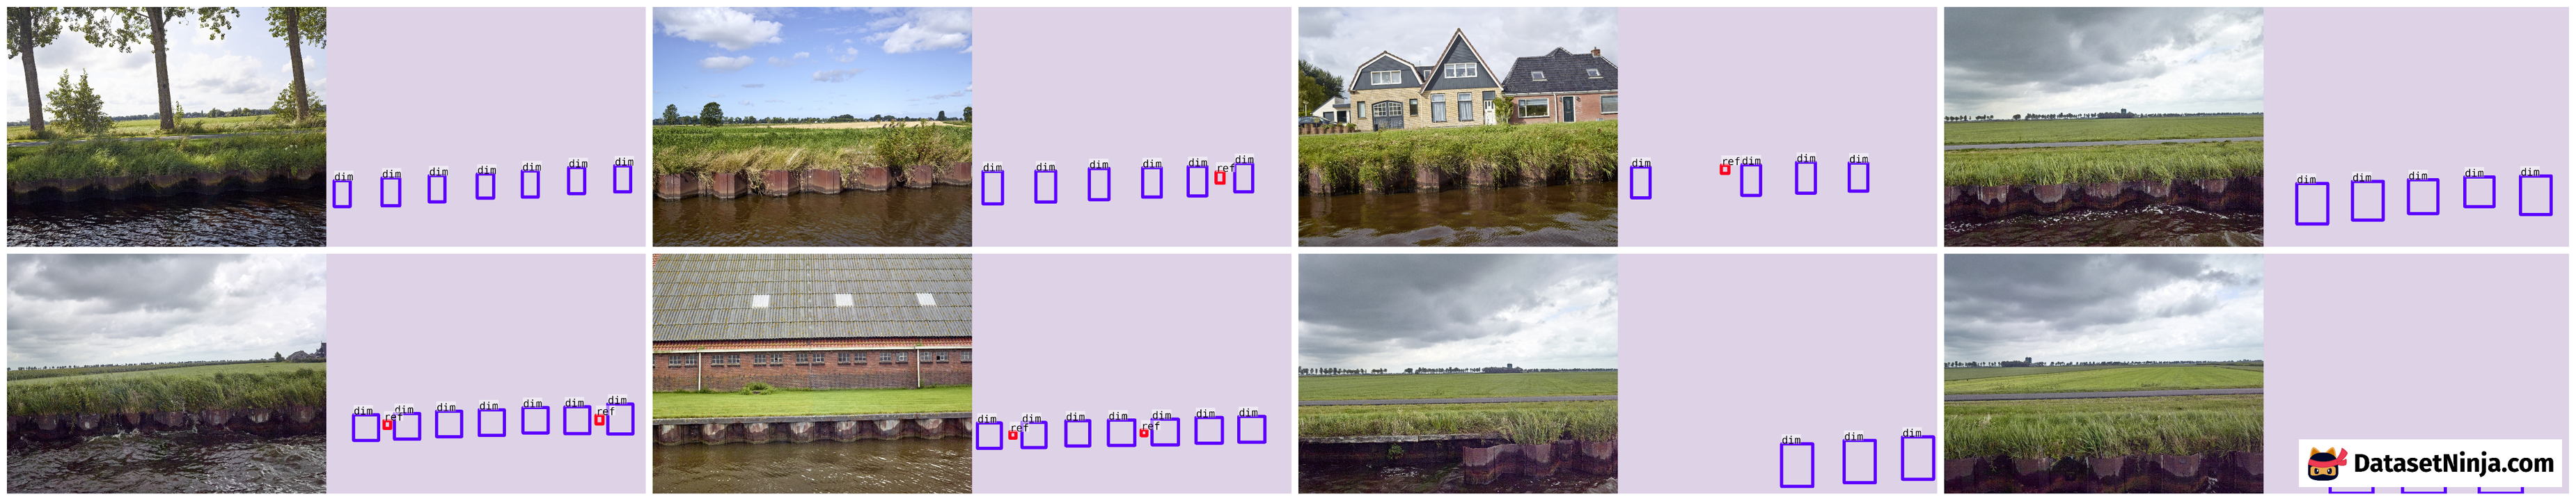 dim dim dim dim dim dim dim
dim dim dim dim dim ref dim
dim ref dim dim dim
dim dim dim dim dim
dim ref dim dim dim dim dim ref dim
dim ref dim dim dim ref dim dim dim
dim dim dim
DatasetNinja.com